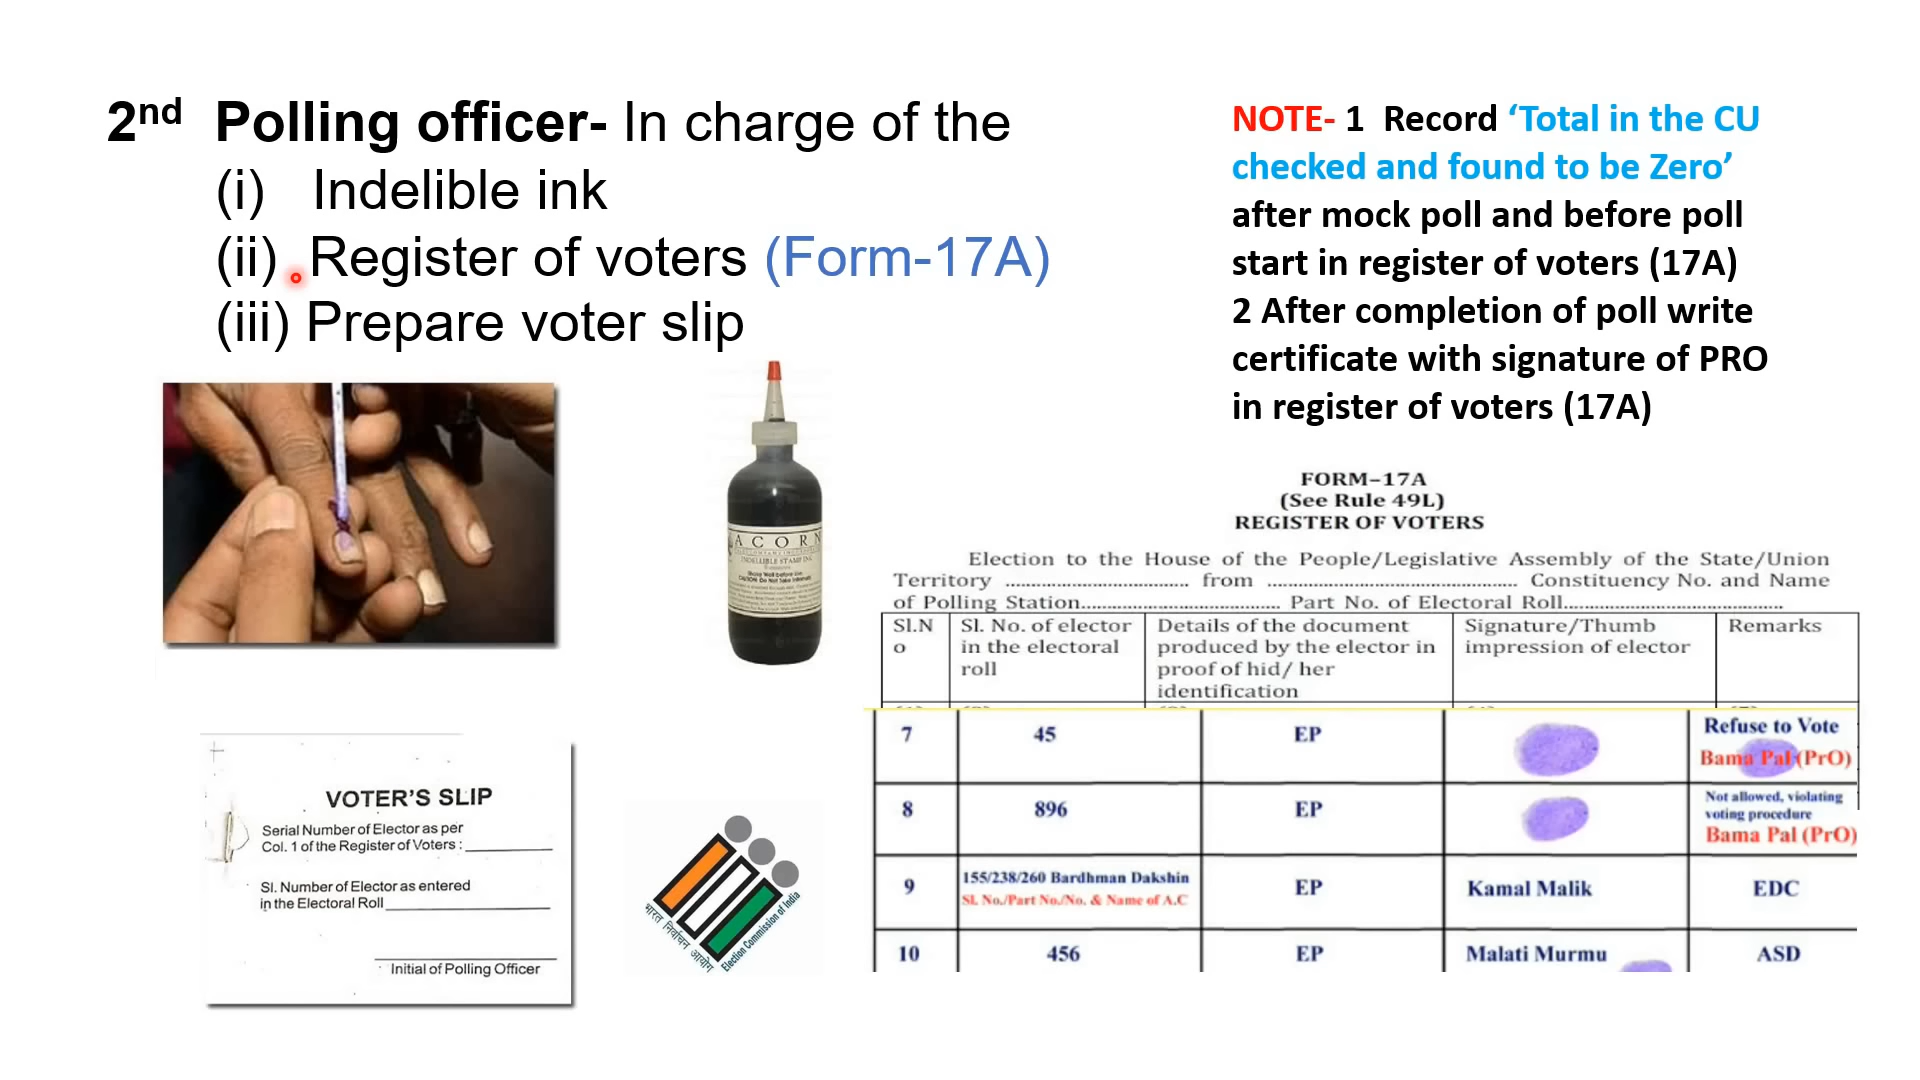 2nd Polling officer- In charge of the
(i) Indelible ink
(ii) Register of voters (Form-17A)
(iii) Prepare voter slip
NOTE- 1 Record ‘Total in the CU
checked and found to be Zero’
after mock poll and before poll
start in register of voters (17A)
2 After completion of poll write
certificate with signature of PRO
in register of voters (17A)
ACORN
INDELIBLE STAMP INK
VOTER'S SLIP
Serial Number of Elector as per
Col. 1 of the Register of Voters :
Sl. Number of Elector as entered
in the Electoral Roll
Initial of Polling Officer
भारत निर्वाचन आयोग
Election Commission of India
FORM–17A
(See Rule 49L)
REGISTER OF VOTERS
Election to the House of the People/Legislative Assembly of the State/Union
Territory ........ from ........ Constituency No. and Name
of Polling Station........ Part No. of Electoral Roll........
Sl.N
o
Sl. No. of elector
in the electoral
roll
Details of the document
produced by the elector in
proof of hid/ her
identification
Signature/Thumb
impression of elector
Remarks
7 45 EP Refuse to Vote
Bama Pal (PrO)
8 896 EP Not allowed, violating
voting procedure
Bama Pal (PrO)
9 155/238/260 Bardhman Dakshin EP Kamal Malik EDC
Sl. No./Part No./No. & Name of A.C
10 456 EP Malati Murmu ASD